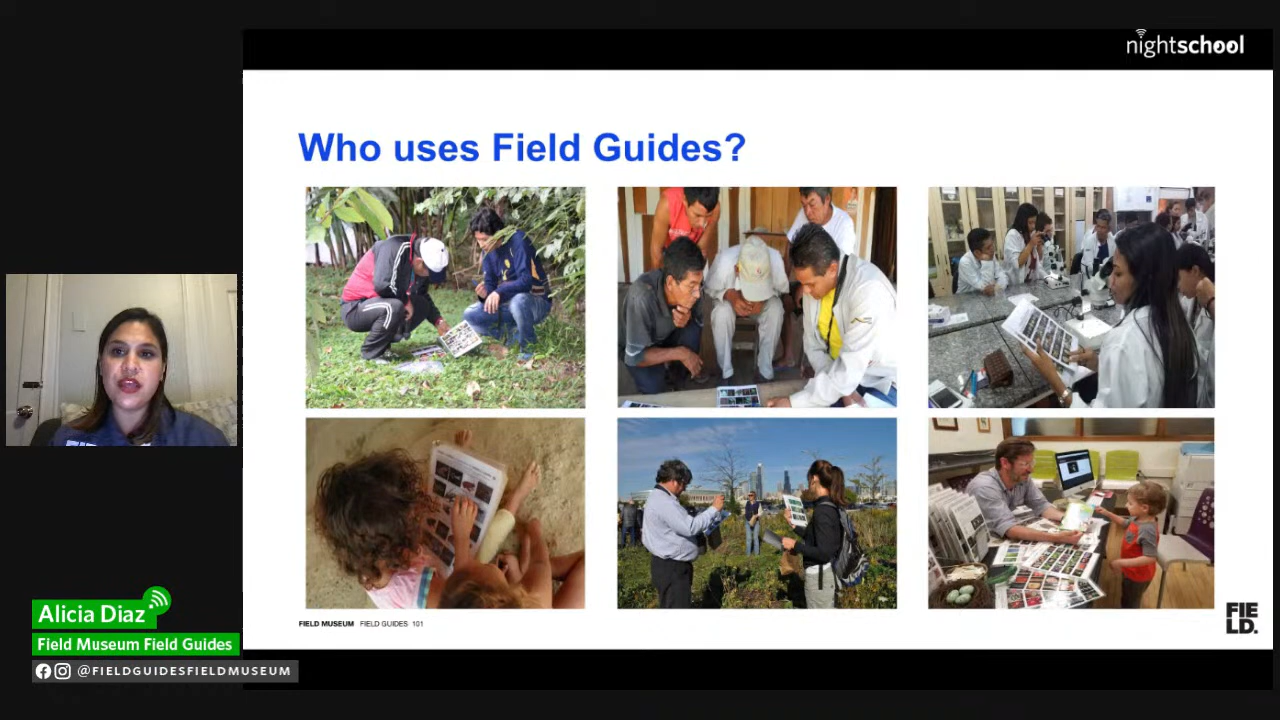 nightschool
Who uses Field Guides?
Alicia Diaz
Field Museum Field Guides
@FIELDGUIDESFIELDMUSEUM
FIELD MUSEUM FIELD GUIDES 101
FIE
LD.